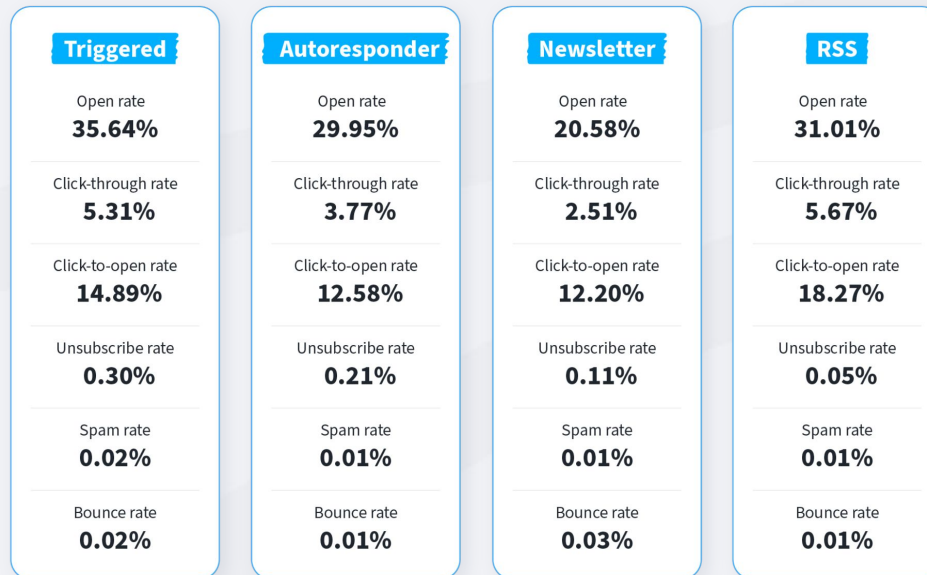 Triggered
Open rate
35.64%
Click-through rate
5.31%
Click-to-open rate
14.89%
Unsubscribe rate
0.30%
Spam rate
0.02%
Bounce rate
0.02%
Autoresponder
Open rate
29.95%
Click-through rate
3.77%
Click-to-open rate
12.58%
Unsubscribe rate
0.21%
Spam rate
0.01%
Bounce rate
0.01%
Newsletter
Open rate
20.58%
Click-through rate
2.51%
Click-to-open rate
12.20%
Unsubscribe rate
0.11%
Spam rate
0.01%
Bounce rate
0.03%
RSS
Open rate
31.01%
Click-through rate
5.67%
Click-to-open rate
18.27%
Unsubscribe rate
0.05%
Spam rate
0.01%
Bounce rate
0.01%